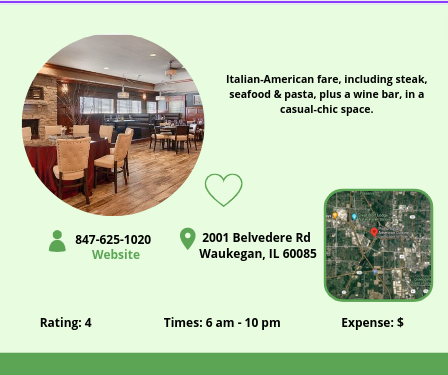 Italian-American fare, including steak,
seafood & pasta, plus a wine bar, in a
casual-chic space.
847-625-1020
Website
2001 Belvedere Rd
Waukegan, IL 60085
Rating: 4
Times: 6 am - 10 pm
Expense: $